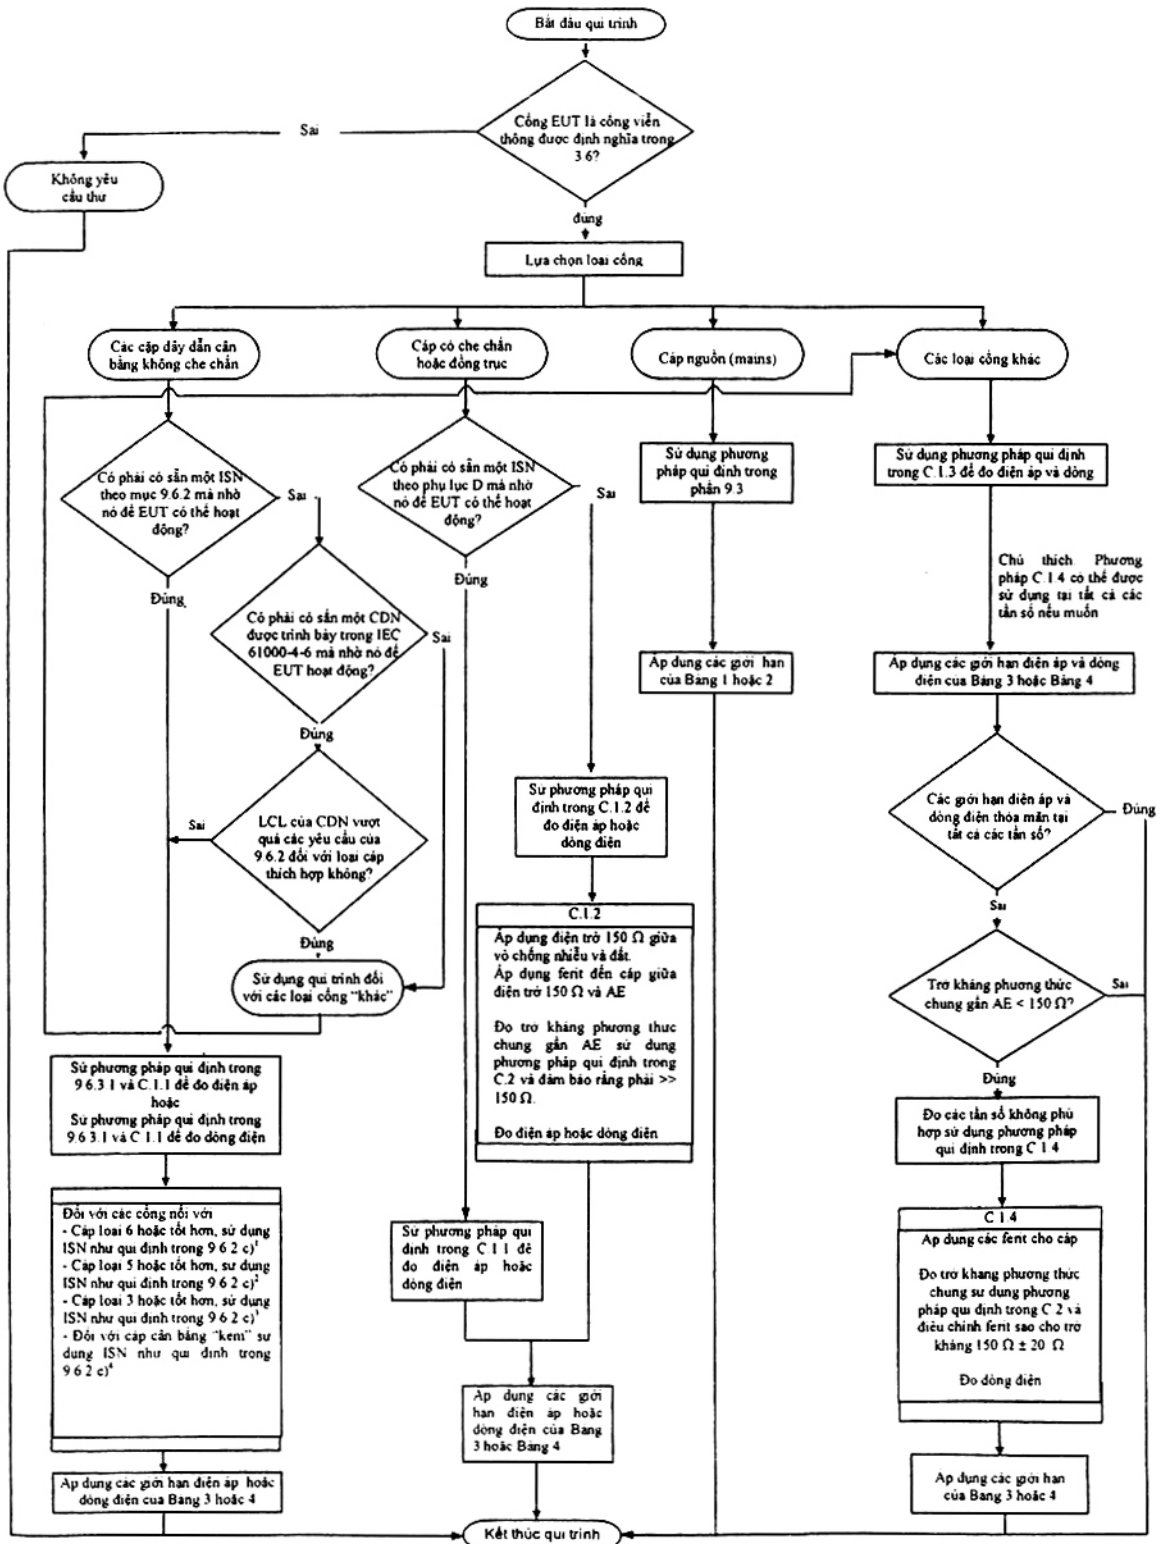 Bắt đầu qui trình
Cổng EUT là cổng viễn
thông được định nghĩa trong
3 6?
Sai
Không yêu
cầu thư
đúng
Lựa chọn loại cổng
Các cặp dây dẫn cân
bằng không che chắn
Cáp có che chắn
hoặc đồng trục
Cáp nguồn (mains)
Các loại cổng khác
Có phải có sẵn một ISN
theo mục 9.6.2 mà nhờ
nó để EUT có thể hoạt
động?
Sai
Đúng
Có phải có sẵn một CDN
được trình bày trong IEC
61000-4-6 mà nhờ nó để
EUT hoạt động?
Sai
Đúng
LCL của CDN vượt
quá các yêu cầu của
9 6.2 đối với loại cáp
thích hợp không?
Sai
Đúng
Sử dụng qui trình đối
với các loại cổng "khác"
Sử phương pháp qui định trong
9 6.3 1 và C.1.1 để đo điện áp
hoặc
Sử phương pháp qui định trong
9.6 3.1 và C 1.1 để đo dòng điện
Đối với các cổng nối với
- Cáp loại 6 hoặc tốt hơn, sử dụng
ISN như qui định trong 9 6 2 c)¹
- Cáp loại 5 hoặc tốt hơn, sử dụng
ISN như qui định trong 9 6 2 c)²
- Cáp loại 3 hoặc tốt hơn, sử dụng
ISN như qui định trong 9 6 2 c)³
- Đối với cáp cân bằng "kem" sư
dụng ISN như qui định trong
9 6 2 c)⁴
Áp dụng các giới hạn điện áp hoặc
dòng điện của Bang 3 hoặc 4
Có phải có sẵn một ISN
theo phụ lục D mà nhờ
nó để EUT có thể hoạt
động?
Sai
Đúng
Sử phương pháp qui
định trong C.1.2 để
đo điện áp hoặc
dòng điện
C.1.2
Áp dụng điện trở 150 Ω giữa
vỏ chống nhiễu và đất.
Áp dụng ferit đến cáp giữa
điện trở 150 Ω và AE
Đo trở kháng phương thưc
chung gần AE sử dụng
phương pháp qui định trong
C.2 và đảm bảo rằng phải >>
150 Ω.
Đo điện áp hoặc dòng điện
Sử phương pháp qui
định trong C 1 1 để
đo điện áp hoặc
dòng điện
Áp dụng các giới
hạn điện áp hoặc
dòng điện của Bang
3 hoặc Bảng 4
Sử dụng phương
pháp qui định trong
phần 9.3
Áp dụng các giới hạn
của Bảng 1 hoặc 2
Sử dụng phương pháp qui định
trong C.1.3 để đo điện áp và dòng
Chú thích Phương
pháp C.1 4 có thể được
sử dụng tại tất cả các
tần số nếu muốn
Áp dụng các giới hạn điện áp và dòng
điện của Bảng 3 hoặc Bảng 4
Các giới hạn điện áp và
dòng điện thỏa mãn tại
tất cả các tần số?
Đúng
Sai
Trở kháng phương thức
chung gần AE < 150 Ω?
Sai
Đúng
Đo các tần số không phù
hợp sử dụng phương pháp
qui định trong C 1 4
C 1 4
Ap dụng các ferit cho cáp
Đo trở khang phương thức
chung sư dụng phương
pháp qui định trong C 2 và
điều chỉnh ferit sao cho trở
kháng 150 Ω ± 20 Ω
Đo dòng điện
Áp dụng các giới hạn
của Bảng 3 hoặc 4
Kết thúc qui trình